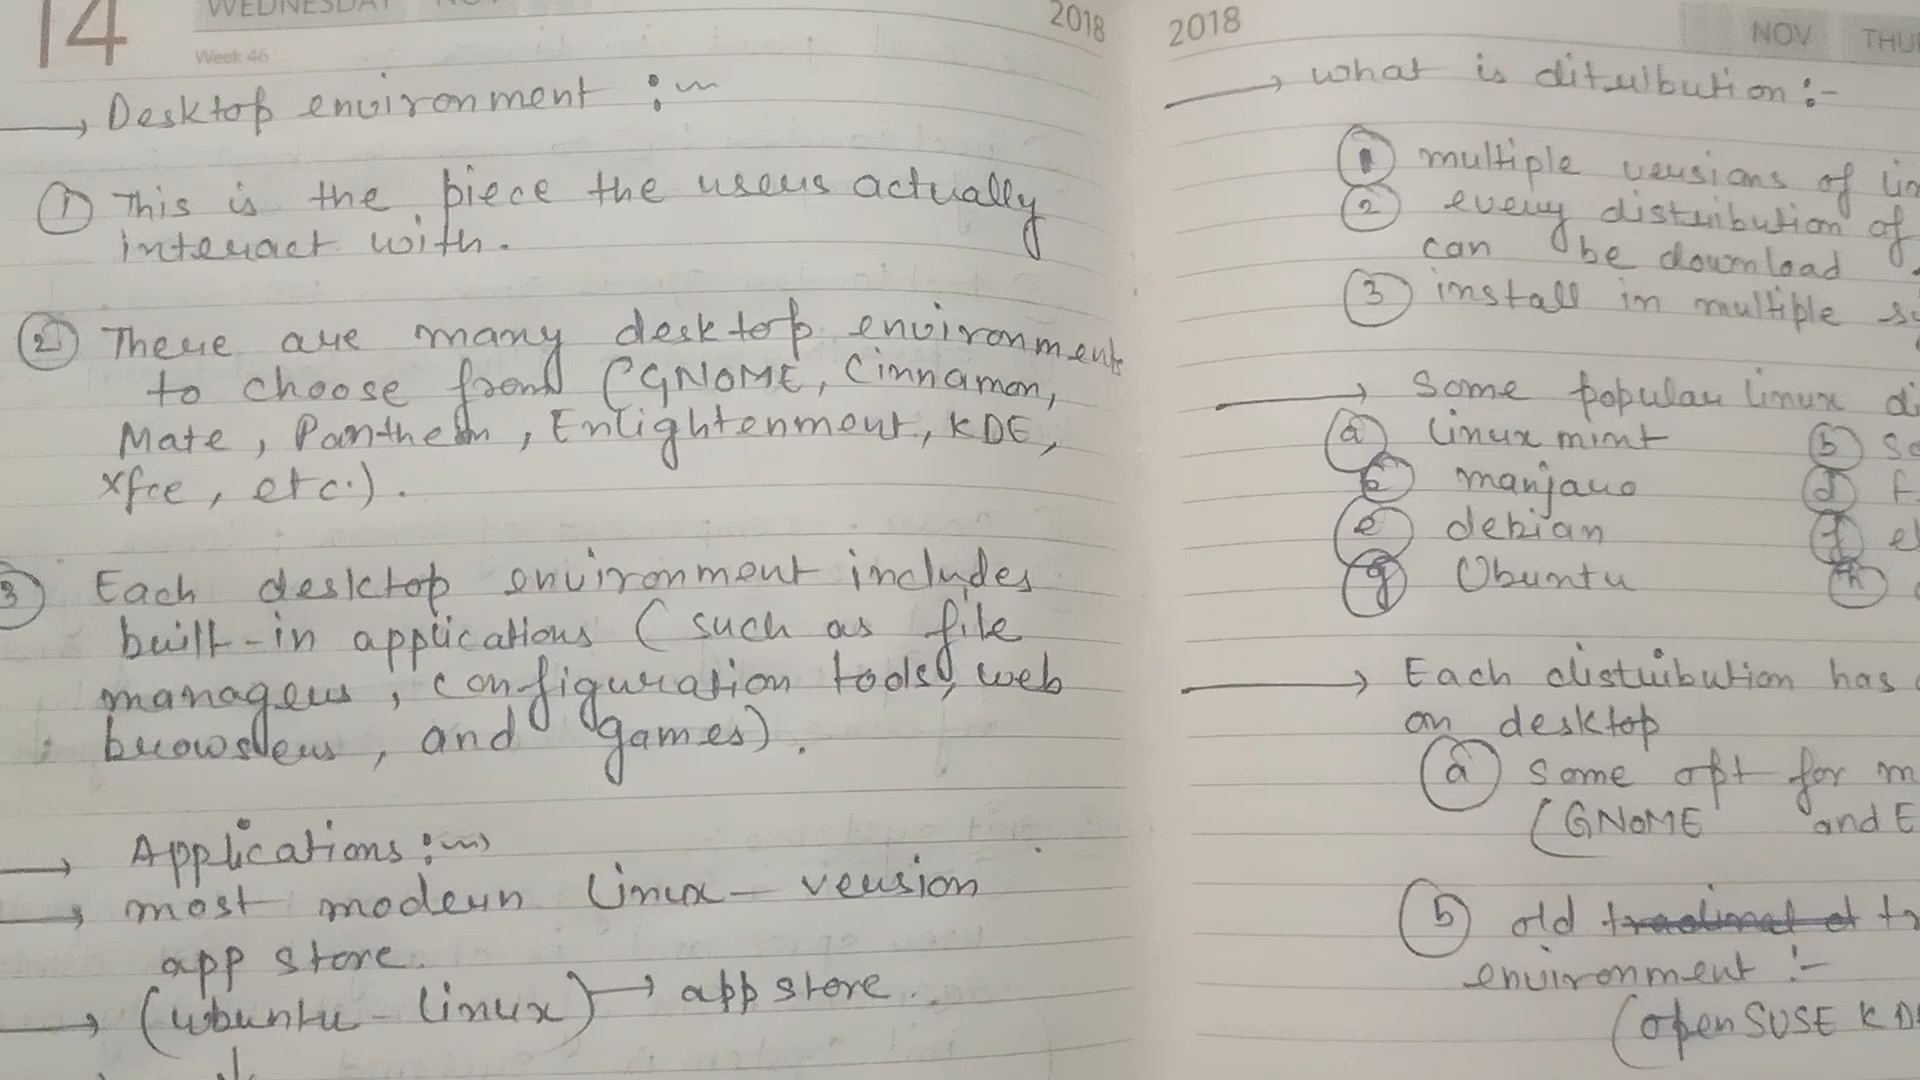 14
WEDNESDAY NOV
Week 46
2018
→ Desktop environment :~
① This is the piece the users actually
interact with.
② There are many desktop environments
to choose from (GNOME, Cinnamon,
Mate, Pantheon, Enlightenment, KDE,
xfce, etc.).
③ Each desktop environment includes
built-in applications (such as file
managers, configuration tools, web
browsers, and games).
→ Applications :~
→ most modern Linux - version
app store.
→ (ubuntu - linux) → app store.
2018
NOV THU
→ what is ditulbution :-
① multiple versions of
② every distribution of
can be download
③ install in multiple
→ Some popular linux
ⓐ linux mint ⓑ
ⓒ manjaro ⓓ
ⓔ debian ⓕ
ⓖ Ubuntu ⓗ
→ Each distribution has
on desktop
ⓐ some opt for
(GNOME and
ⓑ old
environment :-
(openSUSE